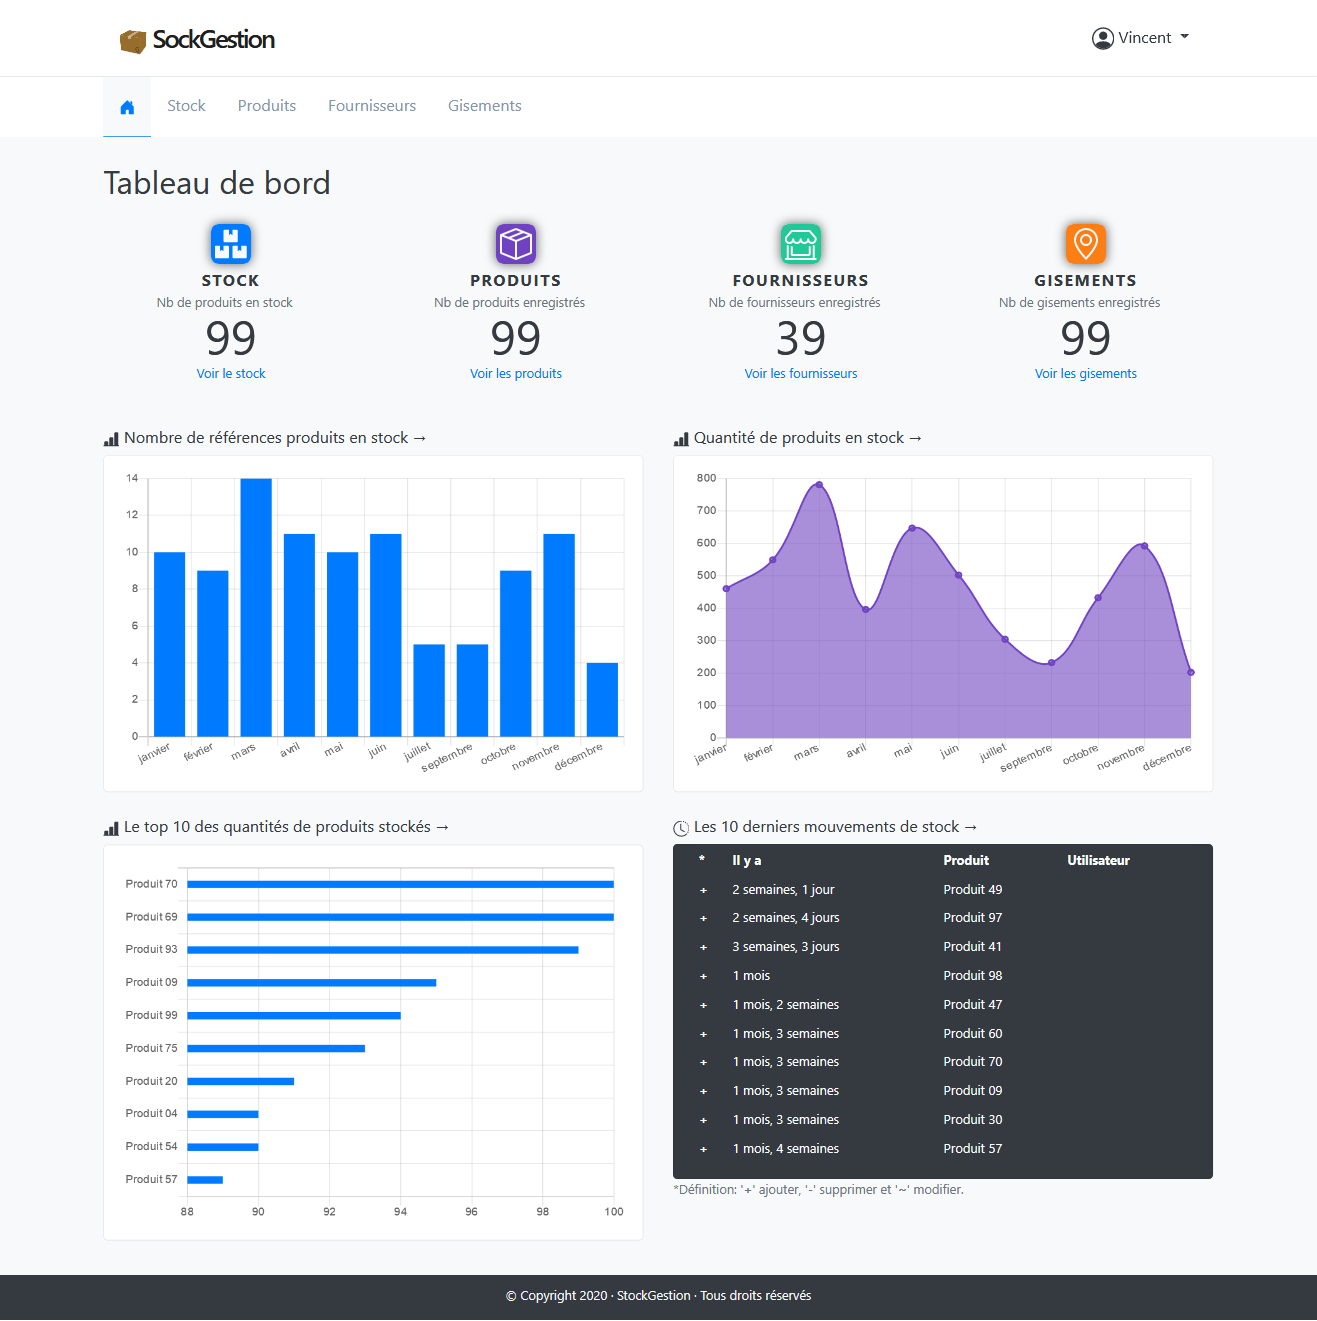 SockGestion
Vincent
Stock Produits Fournisseurs Gisements
Tableau de bord
STOCK
Nb de produits en stock
99
Voir le stock
PRODUITS
Nb de produits enregistrés
99
Voir les produits
FOURNISSEURS
Nb de fournisseurs enregistrés
39
Voir les fournisseurs
GISEMENTS
Nb de gisements enregistrés
99
Voir les gisements
Nombre de références produits en stock →
14
12
10
8
6
4
2
0
janvier février mars avril mai juin juillet septembre octobre novembre décembre
Quantité de produits en stock →
800
700
600
500
400
300
200
100
0
janvier février mars avril mai juin juillet septembre octobre novembre décembre
Le top 10 des quantités de produits stockés →
Produit 70
Produit 69
Produit 93
Produit 09
Produit 99
Produit 75
Produit 20
Produit 04
Produit 54
Produit 57
88 90 92 94 96 98 100
Les 10 derniers mouvements de stock →
* Il y a Produit Utilisateur
+ 2 semaines, 1 jour Produit 49
+ 2 semaines, 4 jours Produit 97
+ 3 semaines, 3 jours Produit 41
+ 1 mois Produit 98
+ 1 mois, 2 semaines Produit 47
+ 1 mois, 3 semaines Produit 60
+ 1 mois, 3 semaines Produit 70
+ 1 mois, 3 semaines Produit 09
+ 1 mois, 3 semaines Produit 30
+ 1 mois, 4 semaines Produit 57
*Définition: '+' ajouter, '-' supprimer et '~' modifier.
© Copyright 2020 · StockGestion · Tous droits réservés